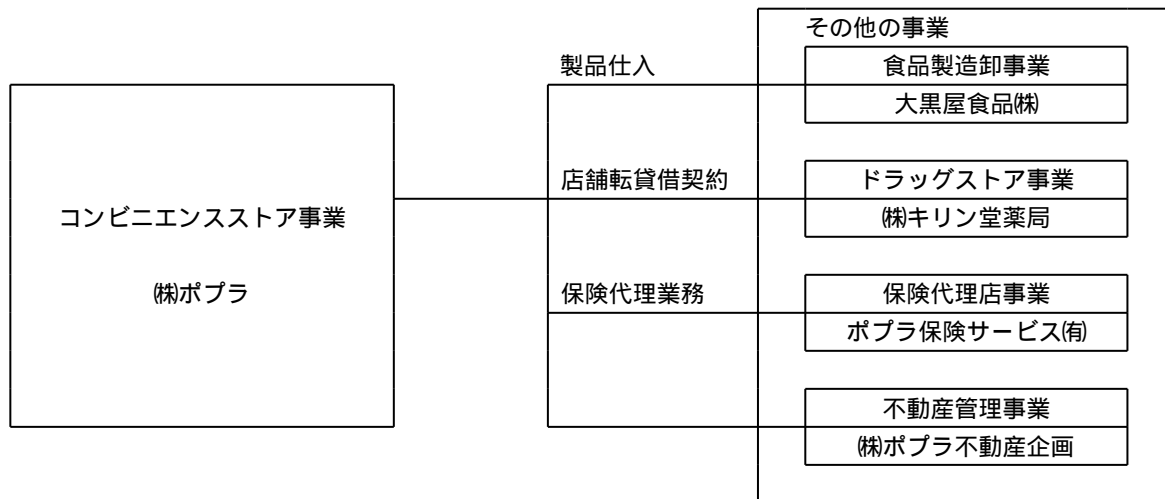 その他の事業
製品仕入
食品製造卸事業
大黒屋食品㈱
店舗転貸借契約
ドラッグストア事業
㈱キリン堂薬局
コンビニエンスストア事業
㈱ポプラ
保険代理業務
保険代理店事業
ポプラ保険サービス㈲
不動産管理事業
㈱ポプラ不動産企画